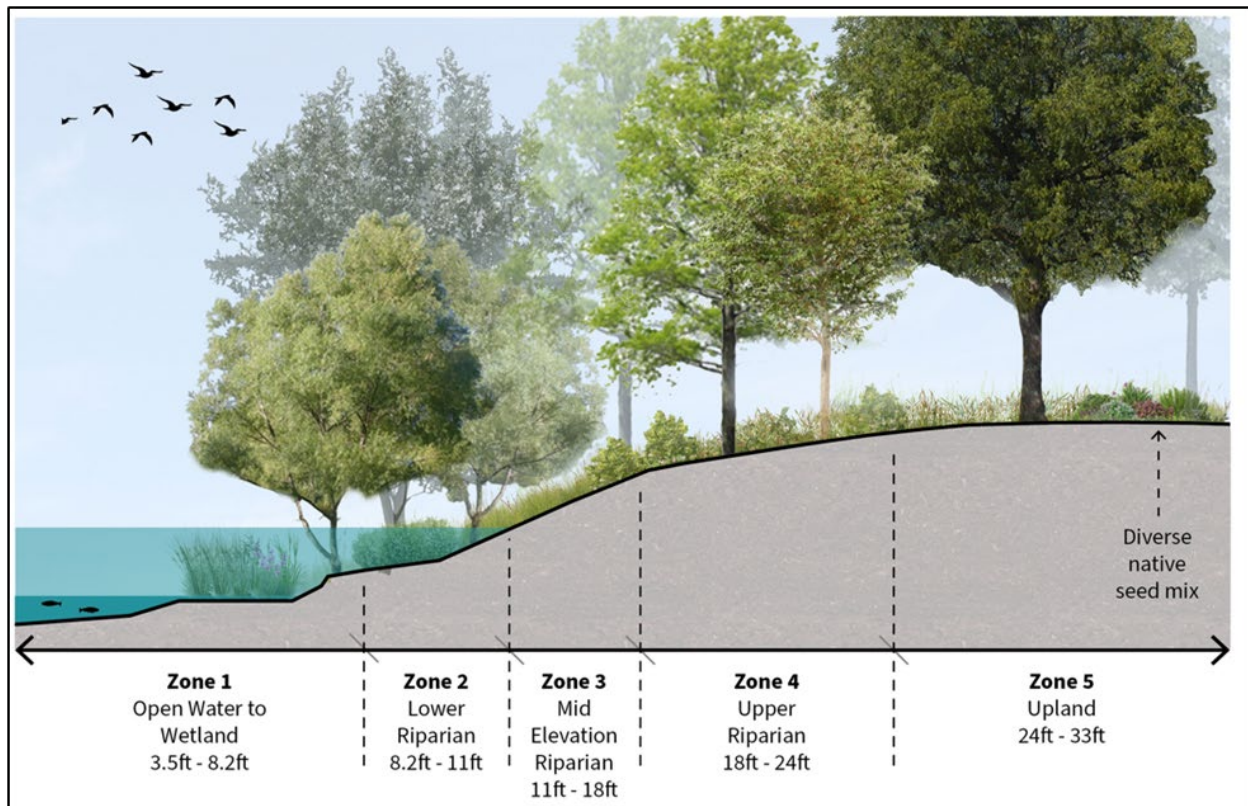 Diverse
native
seed mix
Zone 1
Open Water to
Wetland
3.5ft - 8.2ft
Zone 2
Lower
Riparian
8.2ft - 11ft
Zone 3
Mid
Elevation
Riparian
11ft - 18ft
Zone 4
Upper
Riparian
18ft - 24ft
Zone 5
Upland
24ft - 33ft